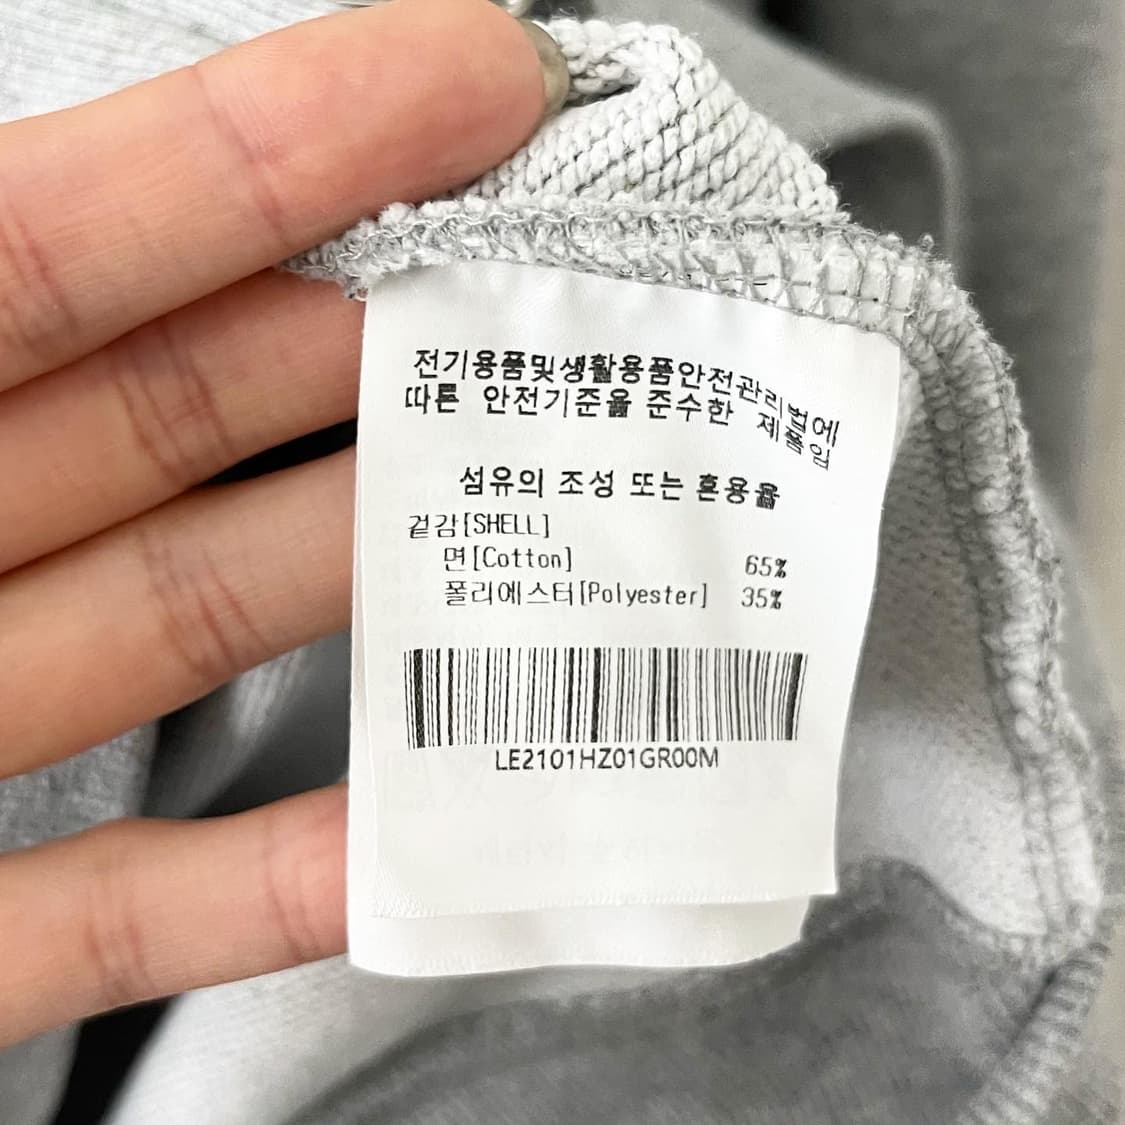 전기용품및생활용품안전관리법에
따른 안전기준을 준수한 제품임
섬유의 조성 또는 혼용율
겉감[SHELL]
면[Cotton] 65%
폴리에스터[Polyester] 35%
LE2101HZ01GR00M